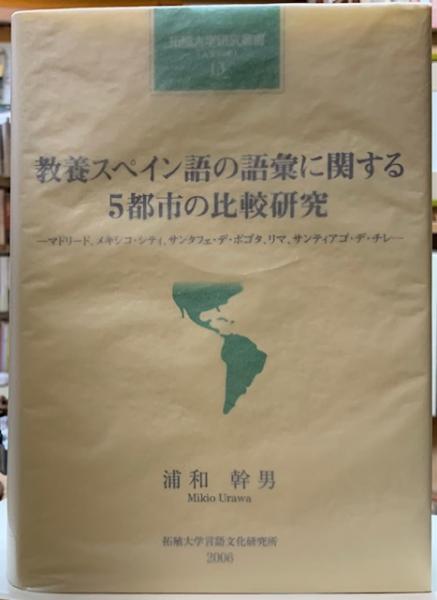 拓殖大学研究叢書
13
教養スペイン語の語彙に関する
5都市の比較研究
—マドリード、メキシコ・シティ、サンタフェ・デ・ボゴタ、リマ、サンティアゴ・デ・チレ—
浦和 幹男
Mikio Urawa
拓殖大学言語文化研究所
2006